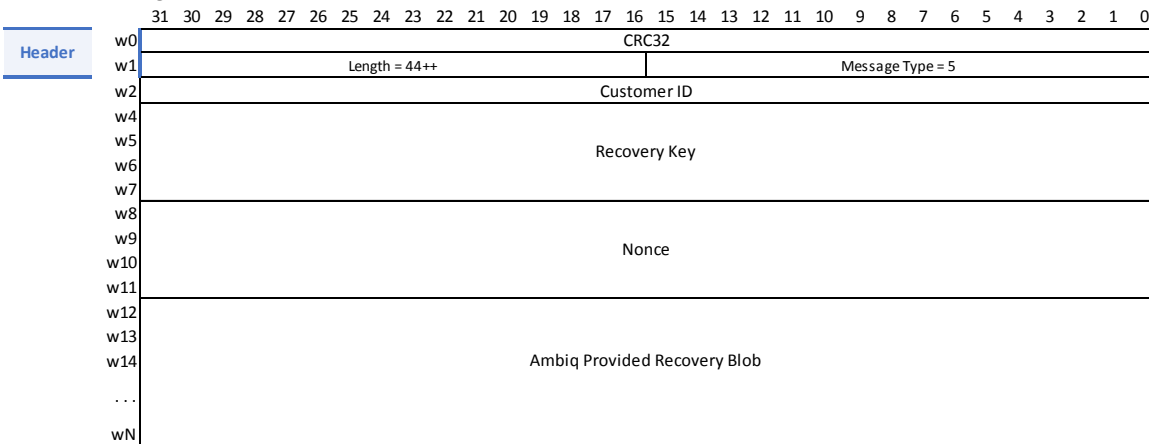 31 30 29 28 27 26 25 24 23 22 21 20 19 18 17 16 15 14 13 12 11 10 9 8 7 6 5 4 3 2 1 0
Header
w0 CRC32
w1 Length = 44++ Message Type = 5
w2 Customer ID
w4
w5
Recovery Key
w6
w7
w8
w9
Nonce
w10
w11
w12
w13
w14 Ambiq Provided Recovery Blob
...
wN